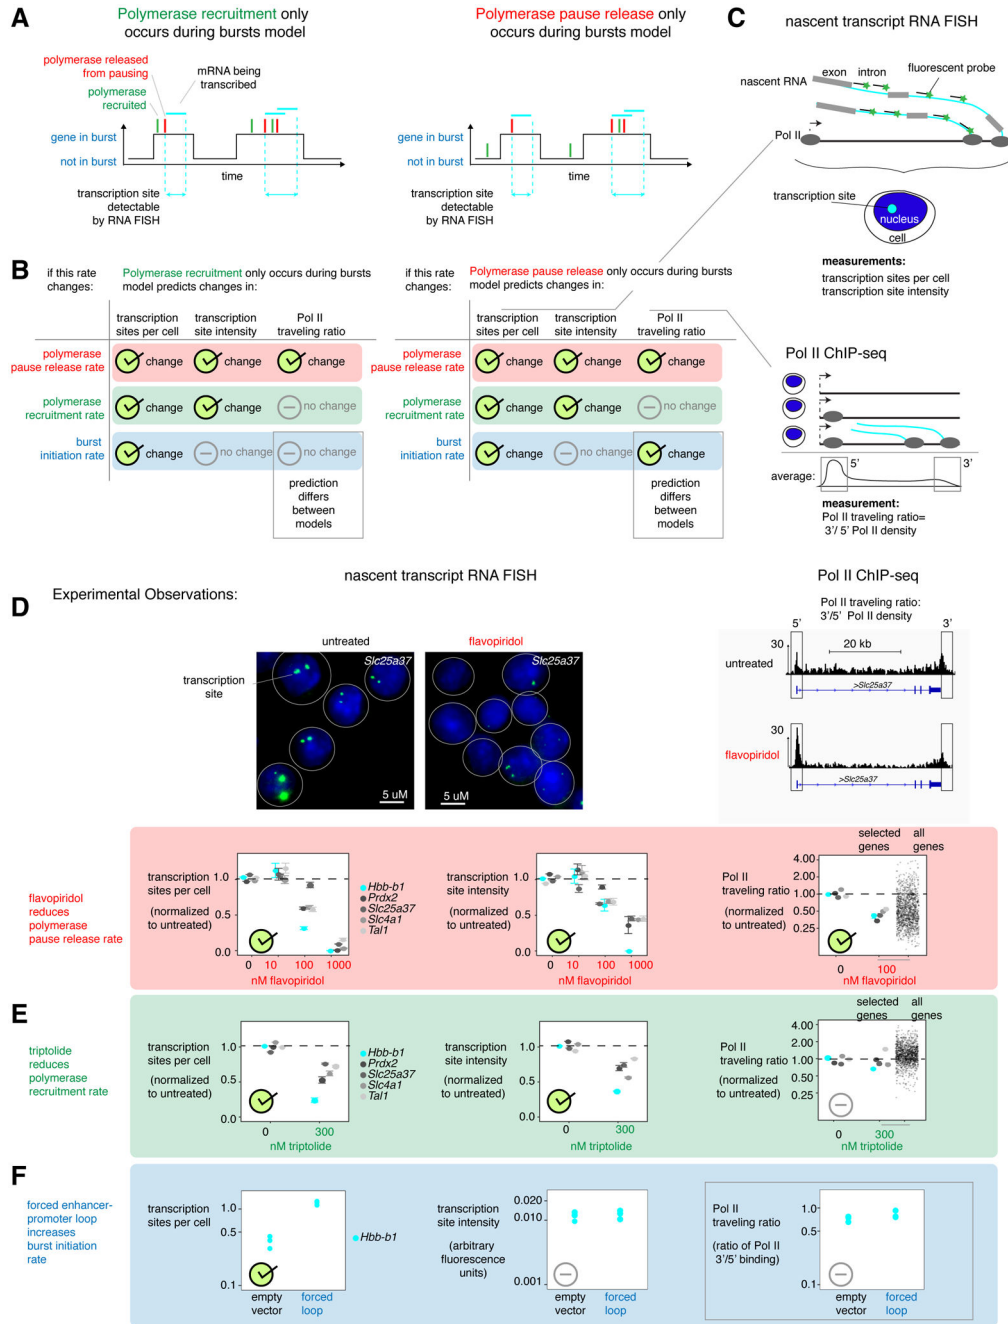 A
Polymerase recruitment only
occurs during bursts model
polymerase released
from pausing
mRNA being
transcribed
polymerase
recruited
gene in burst
not in burst
time
transcription site
detectable
by RNA FISH
Polymerase pause release only
occurs during bursts model
gene in burst
not in burst
time
transcription site
detectable
by RNA FISH
C
nascent transcript RNA FISH
exon intron fluorescent probe
nascent RNA
Pol II
transcription site
nucleus
cell
measurements:
transcription sites per cell
transcription site intensity
B
if this rate
changes:
Polymerase recruitment only occurs during bursts
model predicts changes in:
transcription
sites per cell
transcription
site intensity
Pol II
traveling ratio
polymerase
pause release rate
change change change
polymerase
recruitment rate
change change no change
burst
initiation rate
change no change no change
prediction
differs
between
models
if this rate
changes:
Polymerase pause release only occurs during bursts
model predicts changes in:
transcription
sites per cell
transcription
site intensity
Pol II
traveling ratio
polymerase
pause release rate
change change change
polymerase
recruitment rate
change change no change
burst
initiation rate
change no change change
prediction
differs
between
models
Pol II ChIP-seq
average: 5' 3'
measurement:
Pol II traveling ratio=
3'/ 5' Pol II density
D
Experimental Observations:
nascent transcript RNA FISH
untreated
Slc25a37
transcription
site
5 uM
flavopiridol
Slc25a37
5 uM
Pol II ChIP-seq
Pol II traveling ratio:
3'/5' Pol II density
5' 3'
30
20 kb
untreated
>Slc25a37
30
flavopiridol
>Slc25a37
flavopiridol
reduces
polymerase
pause release rate
transcription
sites per cell
(normalized
to untreated)
1.0
0.5
0.0
0 10 100 1000
nM flavopiridol
Hbb-b1
Prdx2
Slc25a37
Slc4a1
Tal1
transcription
site intensity
(normalized
to untreated)
1.0
0.5
0.0
0 10 100 1000
nM flavopiridol
selected
genes
all
genes
Pol II
traveling ratio
(normalized
to untreated)
4.00
2.00
1.00
0.50
0.25
0 100
nM flavopiridol
E
triptolide
reduces
polymerase
recruitment rate
transcription
sites per cell
(normalized
to untreated)
1.0
0.5
0.0
0 300
nM triptolide
Hbb-b1
Prdx2
Slc25a37
Slc4a1
Tal1
transcription
site intensity
(normalized
to untreated)
1.0
0.5
0.0
0 300
nM triptolide
selected
genes
all
genes
Pol II
traveling ratio
(normalized
to untreated)
4.00
2.00
1.00
0.50
0.25
0 300
nM triptolide
F
forced enhancer-
promoter loop
increases
burst initiation
rate
transcription
sites per cell
1.0
0.5
0.1
empty
vector
forced
loop
Hbb-b1
transcription
site intensity
(arbitrary
fluorescence
units)
0.020
0.010
0.001
empty
vector
forced
loop
Pol II
traveling ratio
(ratio of Pol II
3'/5' binding)
1.0
0.5
0.1
empty
vector
forced
loop